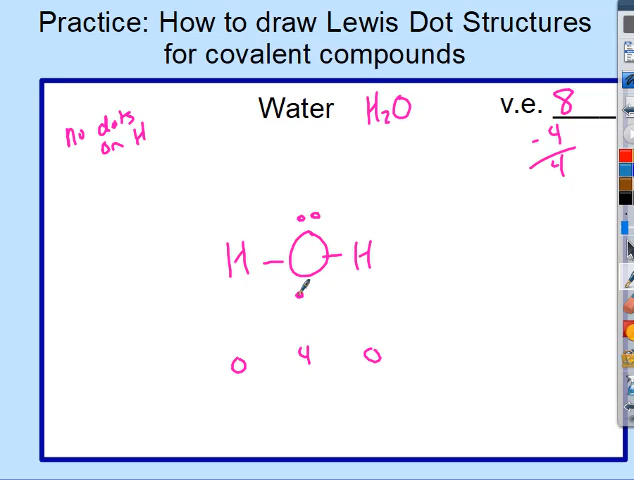 Practice: How to draw Lewis Dot Structures
for covalent compounds
Water H₂O v.e. 8
no dots
on H
- 4
4
H – O – H
0 4 0